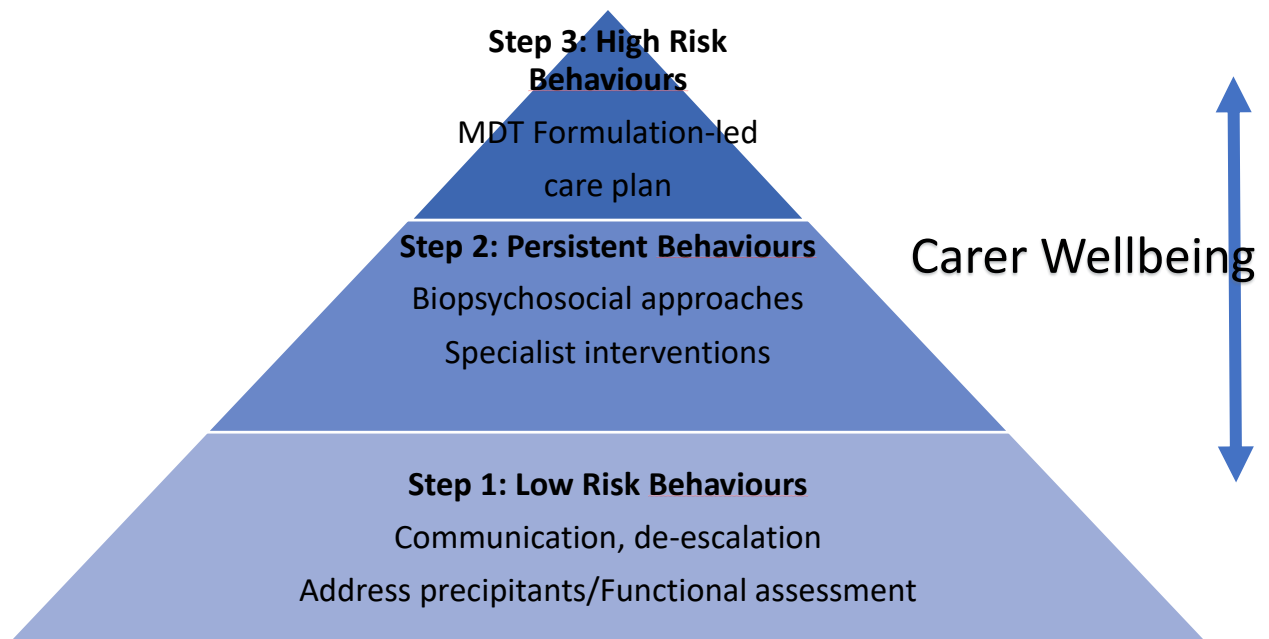 Step 3: High Risk
Behaviours
MDT Formulation-led
care plan
Step 2: Persistent Behaviours
Biopsychosocial approaches
Specialist interventions
Carer Wellbeing
Step 1: Low Risk Behaviours
Communication, de-escalation
Address precipitants/Functional assessment